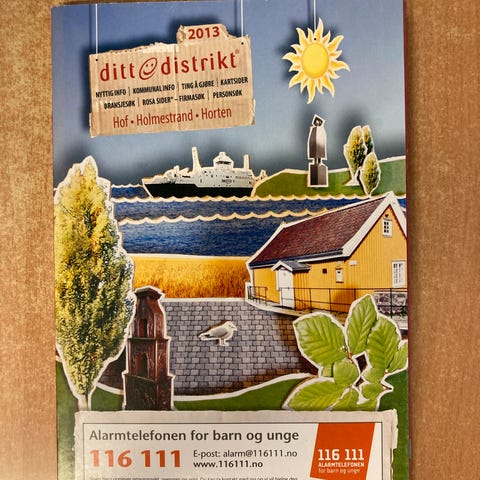 2013
ditt distrikt®
NYTTIG INFO | KOMMUNAL INFO | TING Å GJØRE | KARTSIDER
BRANSJESØK | ROSA SIDER® – FIRMASØK | PERSONSØK
Hof • Holmestrand • Horten
Alarmtelefonen for barn og unge
116 111
E-post: alarm@116111.no
www.116111.no
116 111
ALARMTELEFONEN
FOR BARN OG UNGE